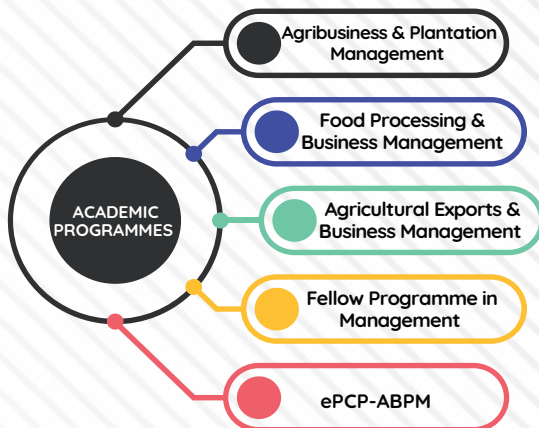 Agribusiness & Plantation
Management
Food Processing &
Business Management
ACADEMIC
PROGRAMMES
Agricultural Exports &
Business Management
Fellow Programme in
Management
ePCP-ABPM